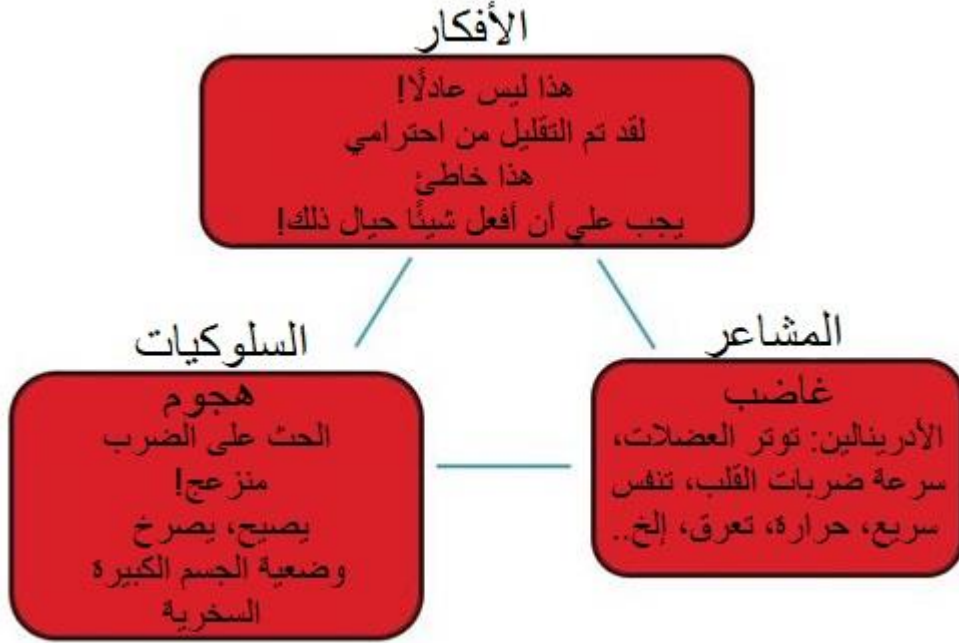 الأفكار
هذا ليس عادلًا!
لقد تم التقليل من احترامي
هذا خاطئ
يجب علي أن أفعل شيئًا حيال ذلك!
المشاعر
غاضب
الأدرينالين: توتر العضلات،
سرعة ضربات القلب، تنفس
سريع، حرارة، تعرق، إلخ..
السلوكيات
هجوم
الحث على الضرب
منزعج!
يصيح، يصرخ
وضعية الجسم الكبيرة
السخرية